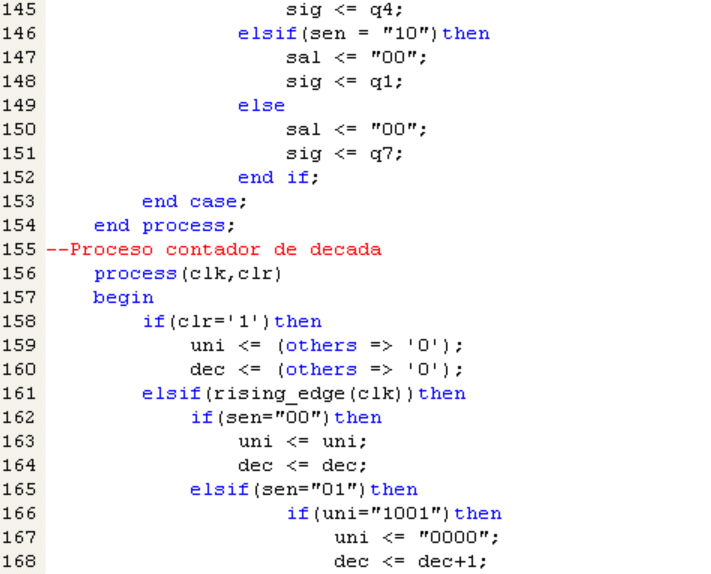 145                     sig <= q4;
146                 elsif(sen = "10")then
147                     sal <= "00";
148                     sig <= q1;
149                 else
150                     sal <= "00";
151                     sig <= q7;
152                 end if;
153         end case;
154     end process;
155 --Proceso contador de decada
156     process(clk,clr)
157     begin
158         if(clr='1')then
159             uni <= (others => '0');
160             dec <= (others => '0');
161         elsif(rising_edge(clk))then
162             if(sen="00")then
163                 uni <= uni;
164                 dec <= dec;
165             elsif(sen="01")then
166                     if(uni="1001")then
167                         uni <= "0000";
168                         dec <= dec+1;